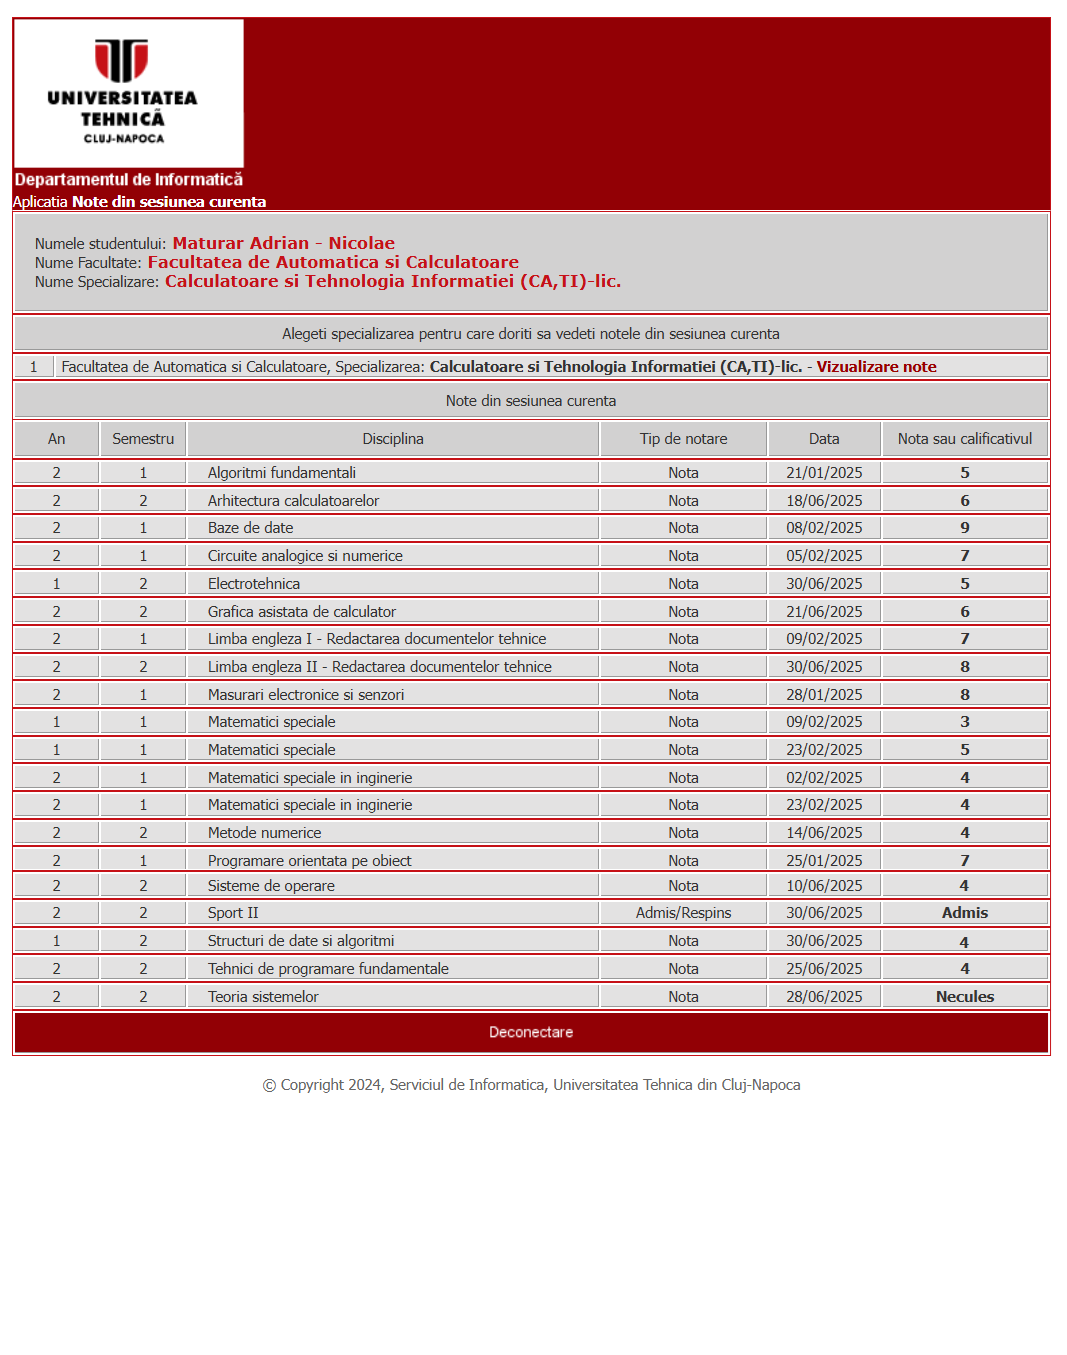 UNIVERSITATEA
TEHNICĂ
CLUJ-NAPOCA
Departamentul de Informatică
Aplicatia Note din sesiunea curenta
Numele studentului: Maturar Adrian - Nicolae
Nume Facultate: Facultatea de Automatica si Calculatoare
Nume Specializare: Calculatoare si Tehnologia Informatiei (CA,TI)-lic.
Alegeti specializarea pentru care doriti sa vedeti notele din sesiunea curenta
1 Facultatea de Automatica si Calculatoare, Specializarea: Calculatoare si Tehnologia Informatiei (CA,TI)-lic. - Vizualizare note
Note din sesiunea curenta
An Semestru Disciplina Tip de notare Data Nota sau calificativul
2 1 Algoritmi fundamentali Nota 21/01/2025 5
2 2 Arhitectura calculatoarelor Nota 18/06/2025 6
2 1 Baze de date Nota 08/02/2025 9
2 1 Circuite analogice si numerice Nota 05/02/2025 7
1 2 Electrotehnica Nota 30/06/2025 5
2 2 Grafica asistata de calculator Nota 21/06/2025 6
2 1 Limba engleza I - Redactarea documentelor tehnice Nota 09/02/2025 7
2 2 Limba engleza II - Redactarea documentelor tehnice Nota 30/06/2025 8
2 1 Masurari electronice si senzori Nota 28/01/2025 8
1 1 Matematici speciale Nota 09/02/2025 3
1 1 Matematici speciale Nota 23/02/2025 5
2 1 Matematici speciale in inginerie Nota 02/02/2025 4
2 1 Matematici speciale in inginerie Nota 23/02/2025 4
2 2 Metode numerice Nota 14/06/2025 4
2 1 Programare orientata pe obiect Nota 25/01/2025 7
2 2 Sisteme de operare Nota 10/06/2025 4
2 2 Sport II Admis/Respins 30/06/2025 Admis
1 2 Structuri de date si algoritmi Nota 30/06/2025 4
2 2 Tehnici de programare fundamentale Nota 25/06/2025 4
2 2 Teoria sistemelor Nota 28/06/2025 Necules
Deconectare
© Copyright 2024, Serviciul de Informatica, Universitatea Tehnica din Cluj-Napoca